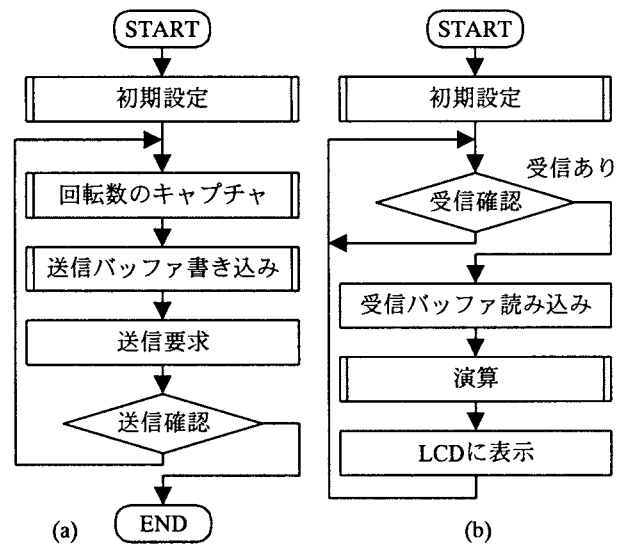 START
初期設定
回転数のキャプチャ
送信バッファ書き込み
送信要求
送信確認
END
(a)
START
初期設定
受信あり
受信確認
受信バッファ読み込み
演算
LCDに表示
(b)